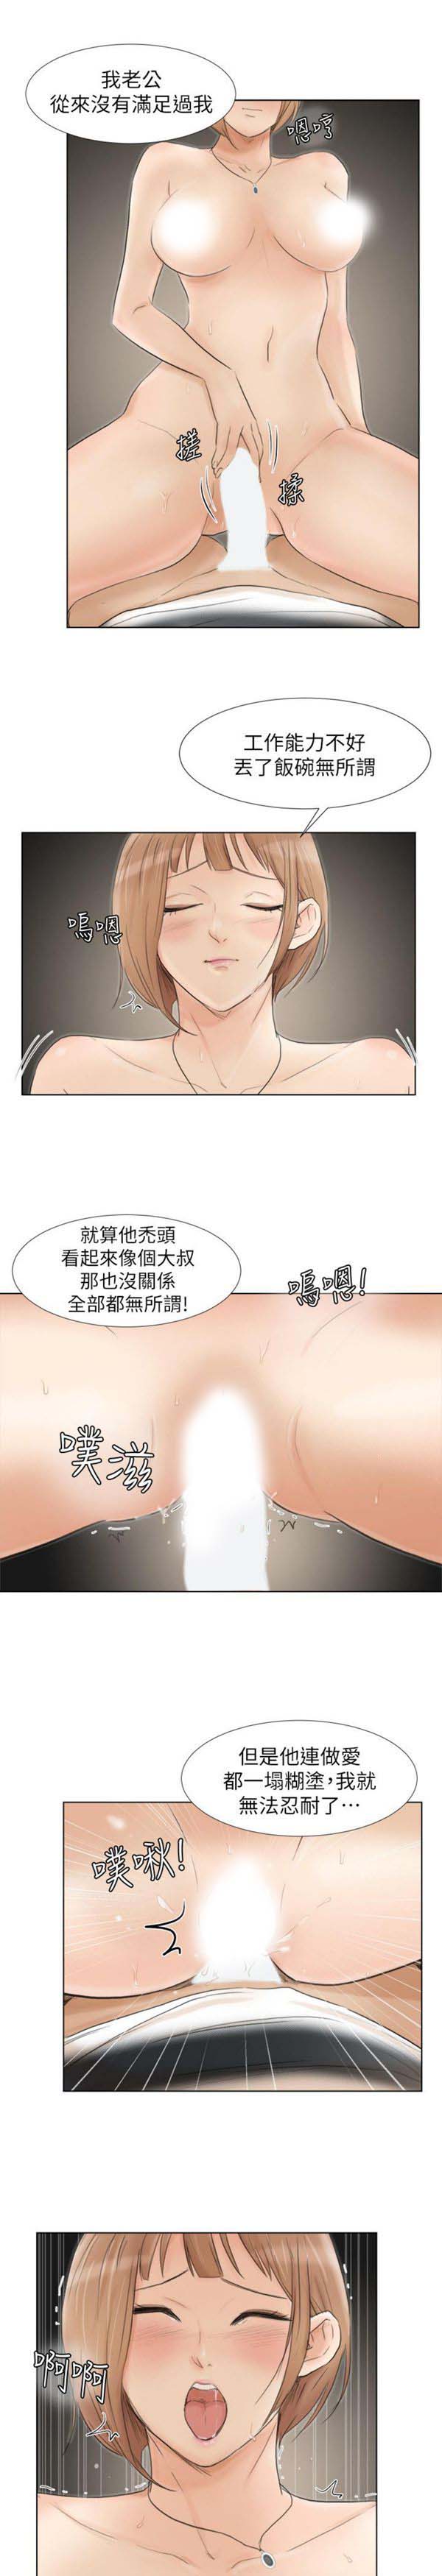 我老公
從來沒有滿足過我
嗯哼
搓
揉
工作能力不好
丟了飯碗無所謂
嗚嗯
就算他禿頭
看起來像個大叔
那也沒關係
全部都無所謂!
嗚嗯!
噗滋
但是他連做愛
都一塌糊塗,我就
無法忍耐了…
噗啾!
啊啊